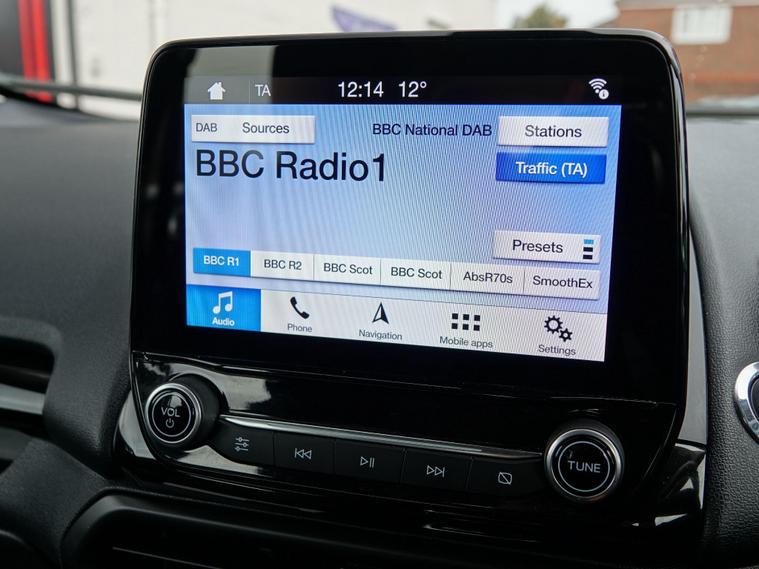 TA 12:14 12°
DAB Sources BBC National DAB Stations
BBC Radio1
Traffic (TA)
Presets
BBC R1 BBC R2 BBC Scot BBC Scot AbsR70s SmoothEx
Audio Phone Navigation Mobile apps Settings
VOL
TUNE